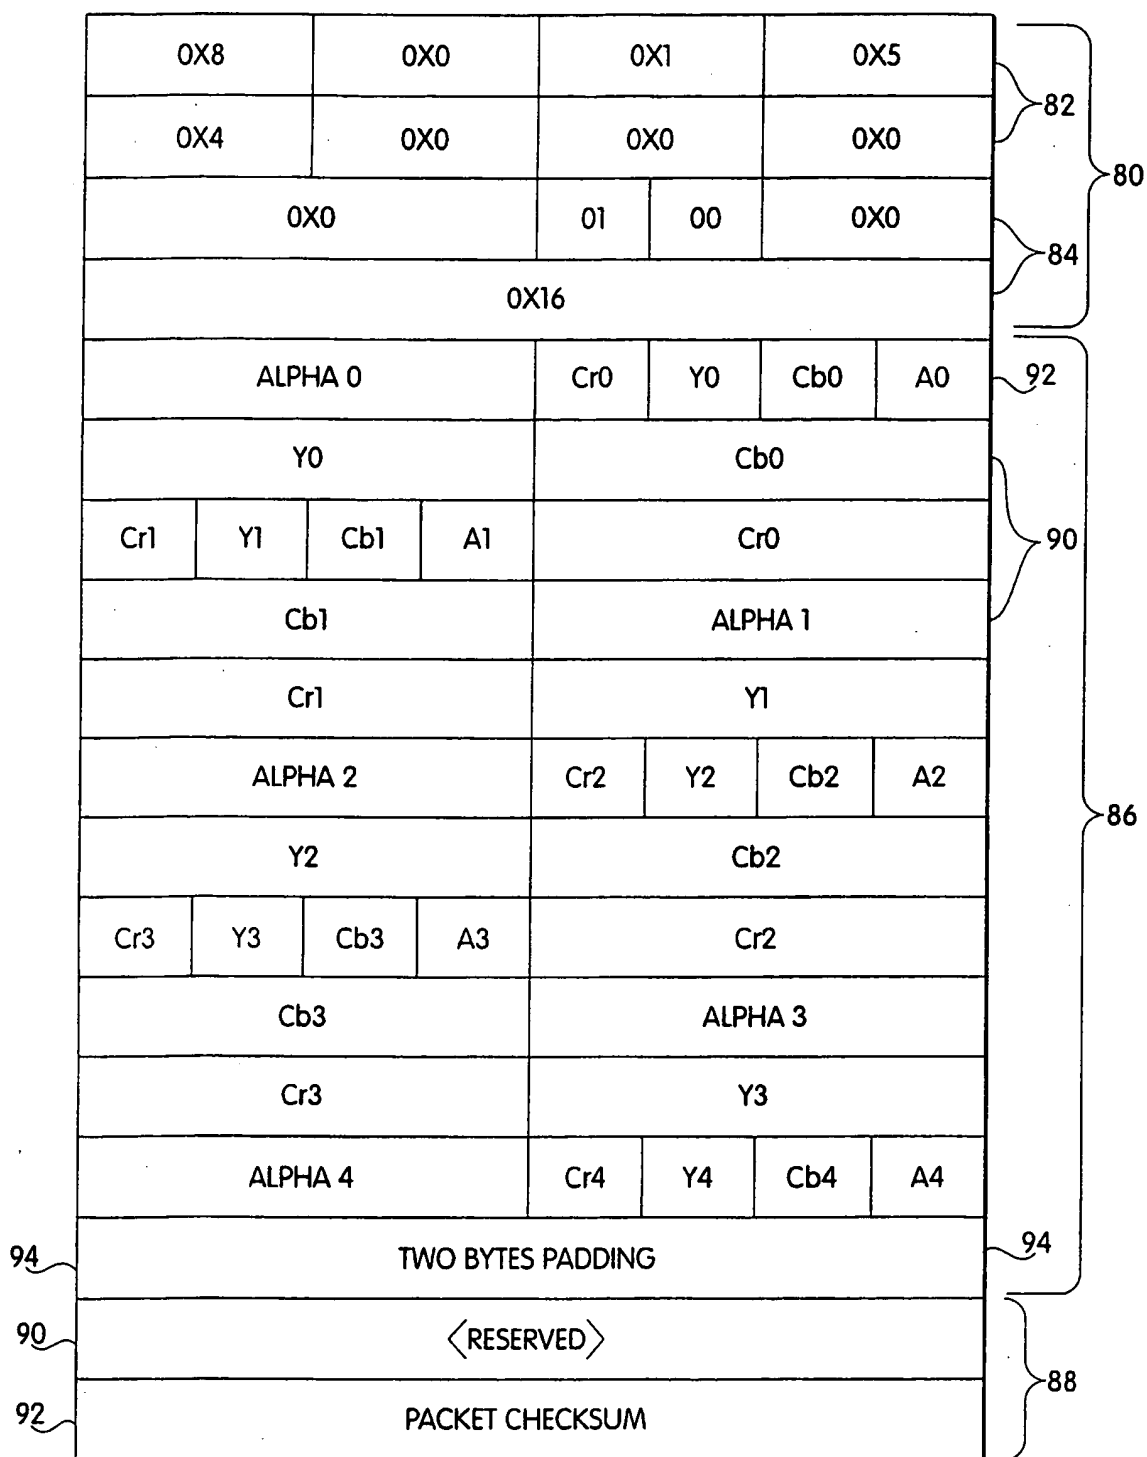 0X8 0X0 0X1 0X5
82
0X4 0X0 0X0 0X0
80
0X0 01 00 0X0
84
0X16
ALPHA 0 Cr0 Y0 Cb0 A0 92
Y0 Cb0
Cr1 Y1 Cb1 A1 Cr0 90
Cb1 ALPHA 1
Cr1 Y1
ALPHA 2 Cr2 Y2 Cb2 A2
86
Y2 Cb2
Cr3 Y3 Cb3 A3 Cr2
Cb3 ALPHA 3
Cr3 Y3
ALPHA 4 Cr4 Y4 Cb4 A4
94 TWO BYTES PADDING 94
90 〈RESERVED〉
88
92 PACKET CHECKSUM